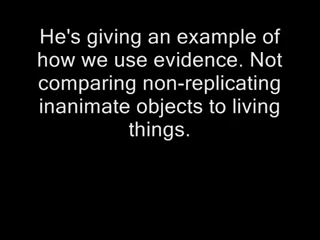 He's giving an example of
how we use evidence. Not
comparing non-replicating
inanimate objects to living
things.